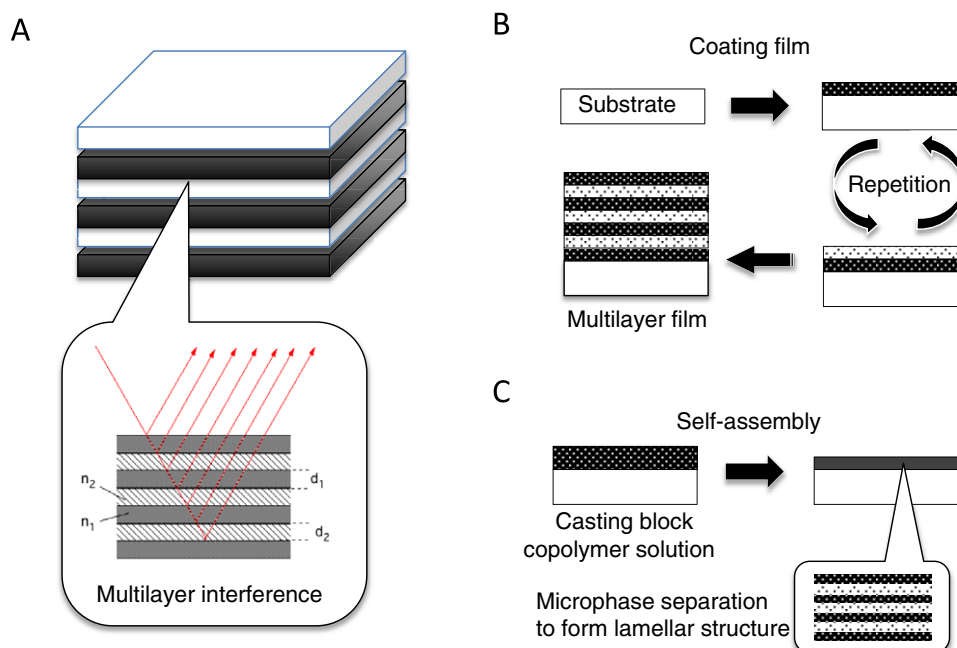 A
n₂
n₁
d₁
d₂
Multilayer interference
B
Coating film
Substrate
Repetition
Multilayer film
C
Self-assembly
Casting block
copolymer solution
Microphase separation
to form lamellar structure